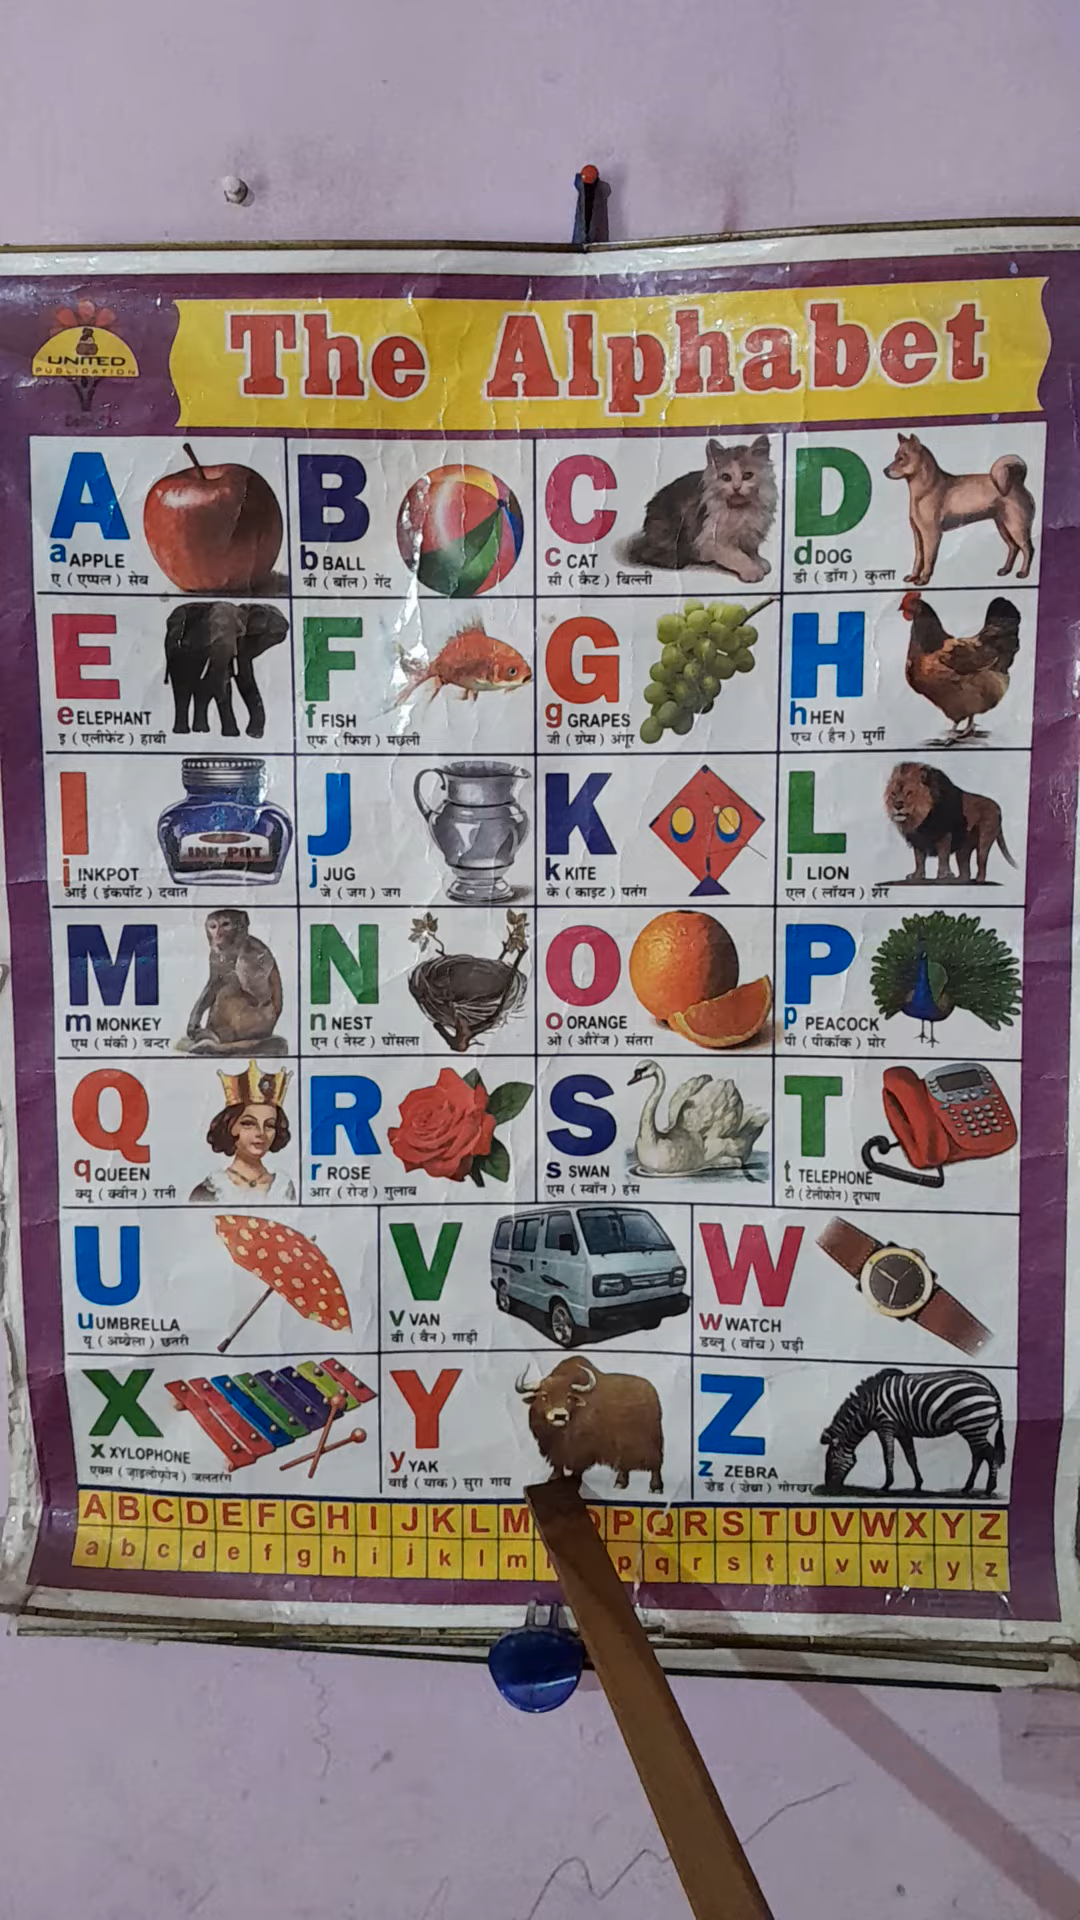 UNITED
PUBLICATION
The Alphabet
A
a APPLE
ए ( एप्पल ) सेब
B
b BALL
बी ( बॉल ) गेंद
C
c CAT
सी ( कैट ) बिल्ली
D
d DOG
डी ( डॉग ) कुत्ता
E
e ELEPHANT
इ ( एलीफेंट ) हाथी
F
f FISH
एफ ( फिश ) मछली
G
g GRAPES
जी ( ग्रेप्स ) अंगूर
H
h HEN
एच ( हैन ) मुर्गी
I
i INKPOT
आई ( इंकपॉट ) दवात
INK-POT
J
j JUG
जे ( जग ) जग
K
k KITE
के ( काइट ) पतंग
L
l LION
एल ( लॉयन ) शेर
M
m MONKEY
एम ( मंकी ) बन्दर
N
n NEST
एन ( नेस्ट ) घोंसला
O
o ORANGE
ओ ( औरेंज ) संतरा
P
p PEACOCK
पी ( पीकॉक ) मोर
Q
q QUEEN
क्यू ( क्वीन ) रानी
R
r ROSE
आर ( रोज़ ) गुलाब
S
s SWAN
एस ( स्वॉन ) हंस
T
t TELEPHONE
टी ( टेलीफोन ) दूरभाष
U
u UMBRELLA
यू ( अम्ब्रेला ) छतरी
V
v VAN
वी ( वैन ) गाड़ी
W
w WATCH
डब्लू ( वॉच ) घड़ी
X
x XYLOPHONE
एक्स ( ज़ाइलोफोन ) जलतरंग
Y
y YAK
वाई ( याक ) सुरा गाय
Z
z ZEBRA
ज़ेड ( ज़ेब्रा ) गोरखर
A B C D E F G H I J K L M P Q R S T U V W X Y Z
a b c d e f g h i j k l m p q r s t u v w x y z